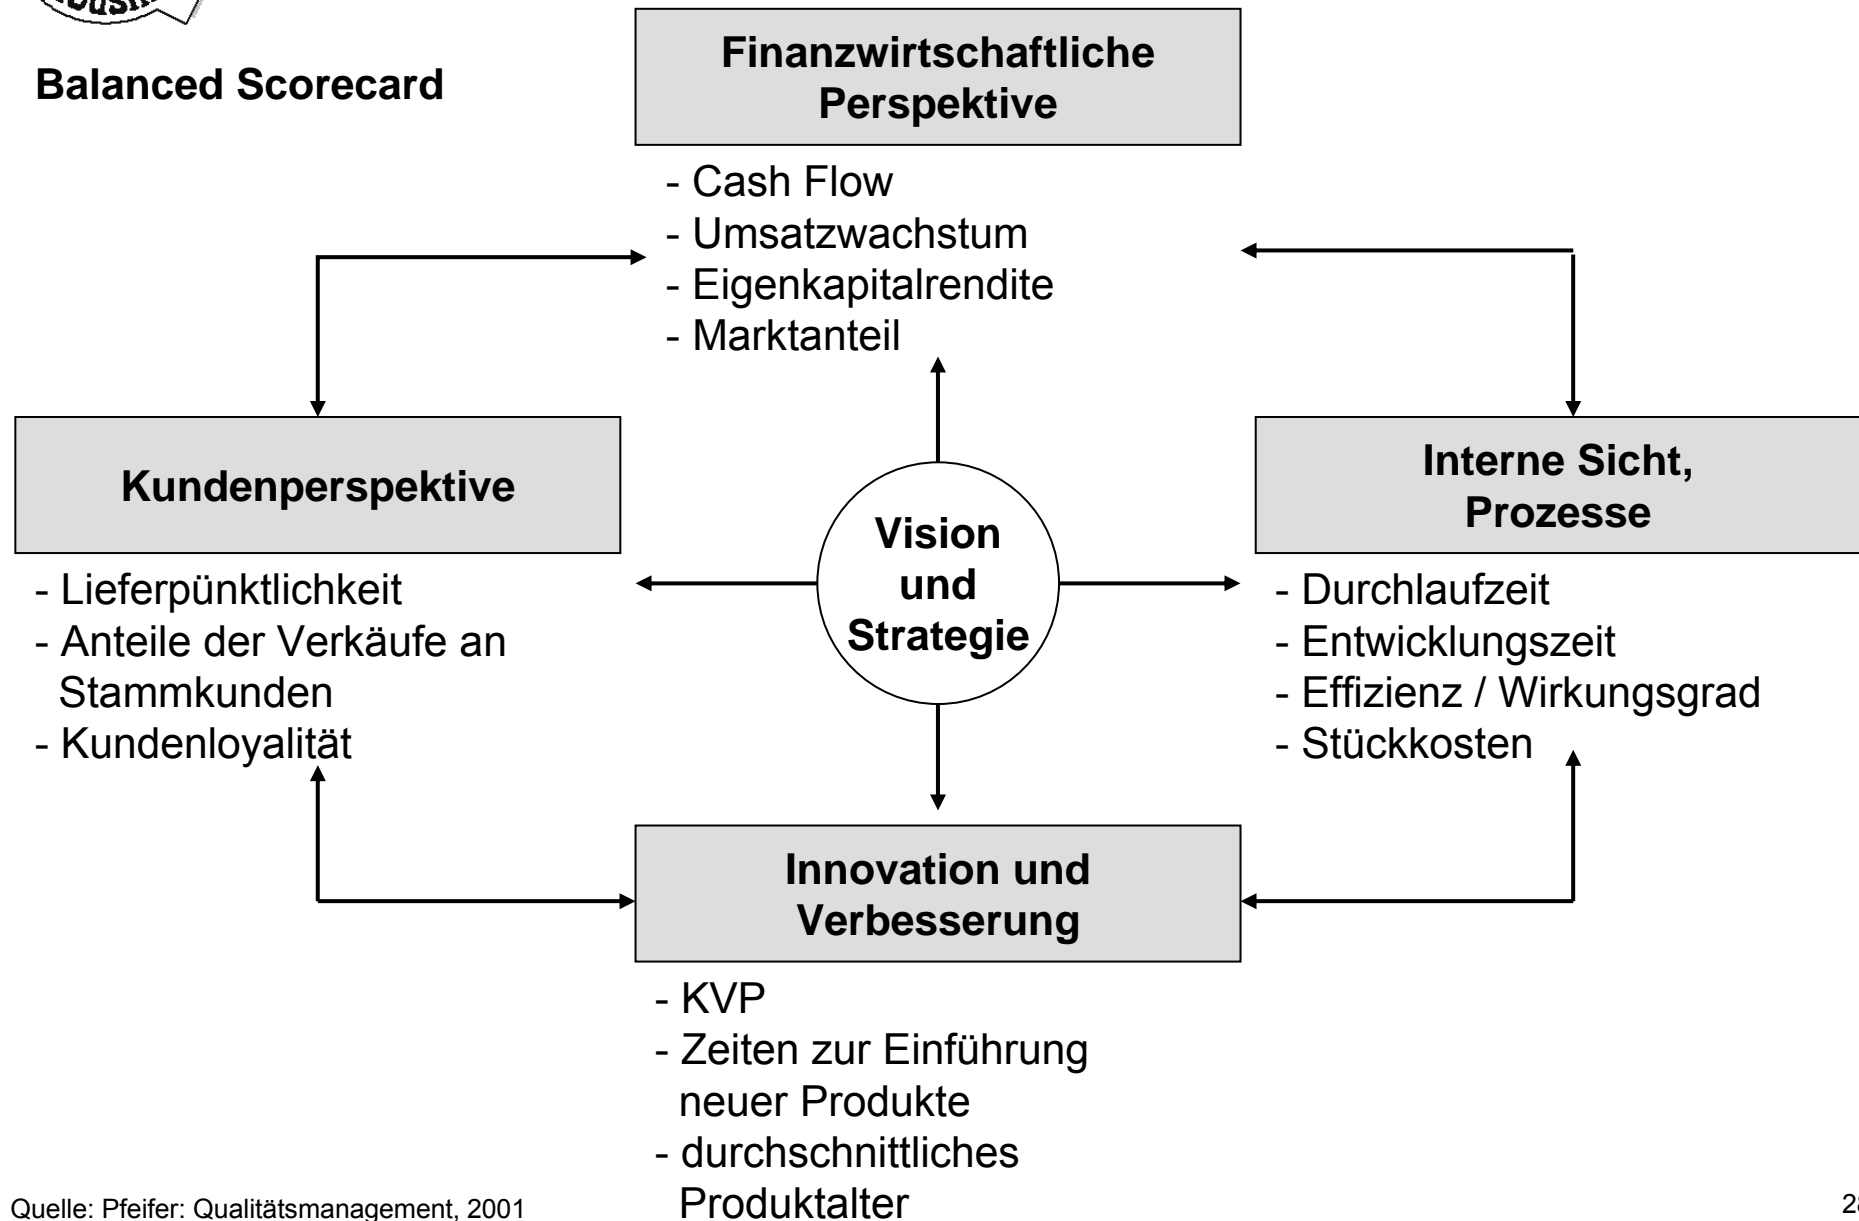 Balanced Scorecard
Finanzwirtschaftliche
Perspektive
- Cash Flow
- Umsatzwachstum
- Eigenkapitalrendite
- Marktanteil
Kundenperspektive
- Lieferpünktlichkeit
- Anteile der Verkäufe an
Stammkunden
- Kundenloyalität
Vision
und
Strategie
Interne Sicht,
Prozesse
- Durchlaufzeit
- Entwicklungszeit
- Effizienz / Wirkungsgrad
- Stückkosten
Innovation und
Verbesserung
- KVP
- Zeiten zur Einführung
neuer Produkte
- durchschnittliches
Produktalter
Quelle: Pfeifer: Qualitätsmanagement, 2001